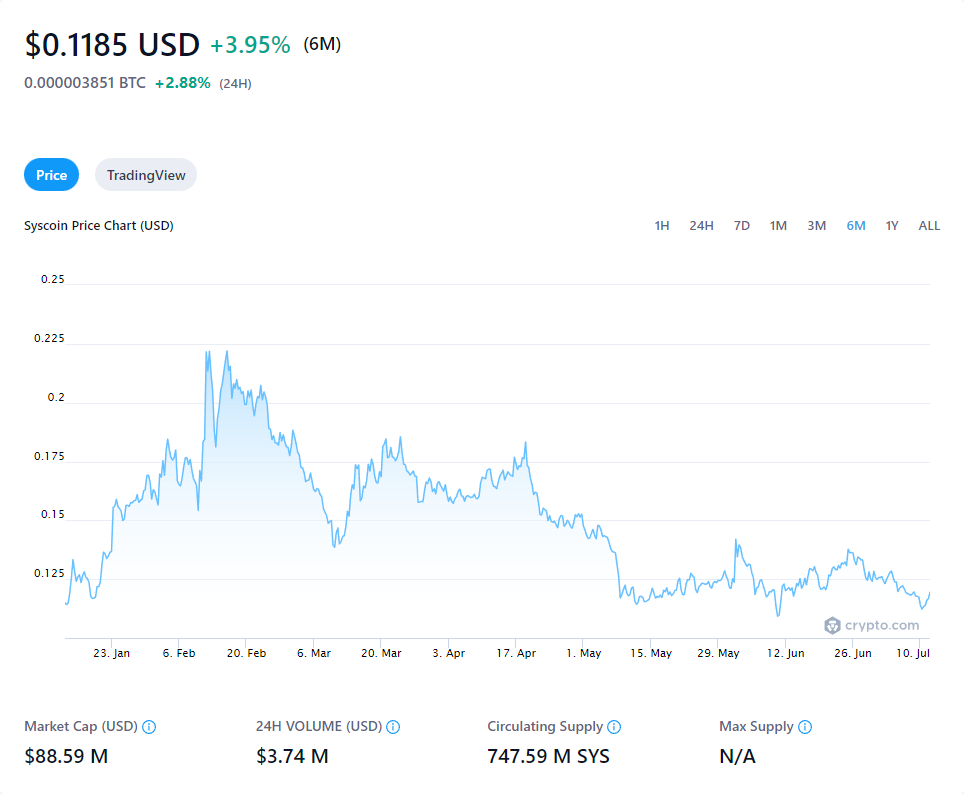 $0.1185 USD +3.95% (6M)
0.000003851 BTC +2.88% (24H)
Price TradingView
Syscoin Price Chart (USD) 1H 24H 7D 1M 3M 6M 1Y ALL
0.25
0.225
0.2
0.175
0.15
0.125
crypto.com
23. Jan 6. Feb 20. Feb 6. Mar 20. Mar 3. Apr 17. Apr 1. May 15. May 29. May 12. Jun 26. Jun 10. Jul
Market Cap (USD) 24H VOLUME (USD) Circulating Supply Max Supply
$88.59 M $3.74 M 747.59 M SYS N/A